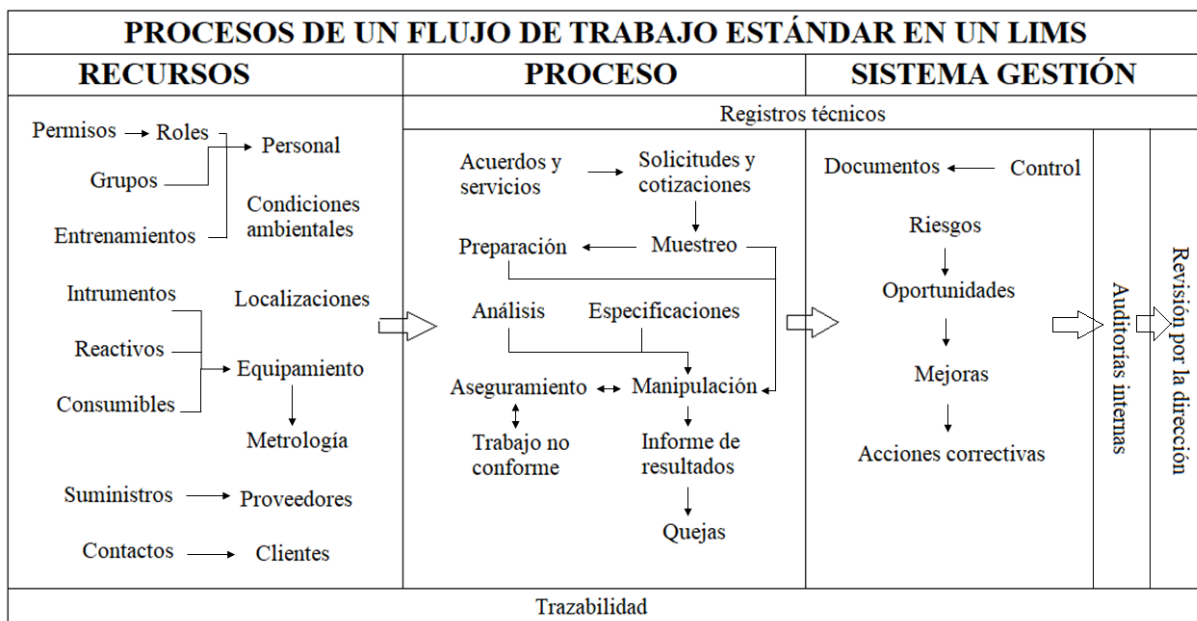 PROCESOS DE UN FLUJO DE TRABAJO ESTÁNDAR EN UN LIMS
RECURSOS
PROCESO
SISTEMA GESTIÓN
Permisos
Roles
Personal
Grupos
Entrenamientos
Condiciones
ambientales
Intrumentos
Localizaciones
Reactivos
Equipamiento
Consumibles
Metrología
Suministros
Proveedores
Contactos
Clientes
Registros técnicos
Acuerdos y
servicios
Solicitudes y
cotizaciones
Preparación
Muestreo
Análisis
Especificaciones
Aseguramiento
Manipulación
Trabajo no
conforme
Informe de
resultados
Quejas
Documentos
Control
Riesgos
Oportunidades
Mejoras
Acciones correctivas
Auditorías internas
Revisión por la dirección
Trazabilidad